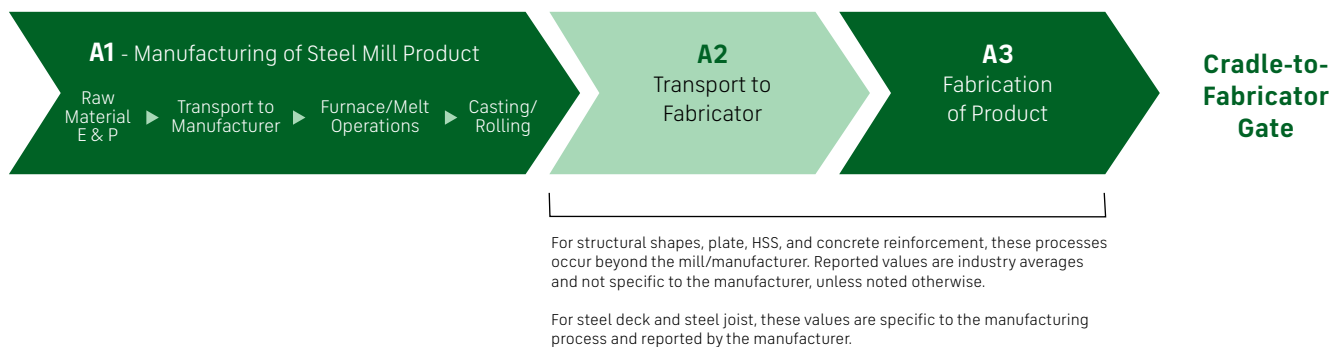 A1 - Manufacturing of Steel Mill Product
Raw
Material
E & P
Transport to
Manufacturer
Furnace/Melt
Operations
Casting/
Rolling
A2
Transport to
Fabricator
A3
Fabrication
of Product
Cradle-to-
Fabricator
Gate
For structural shapes, plate, HSS, and concrete reinforcement, these processes
occur beyond the mill/manufacturer. Reported values are industry averages
and not specific to the manufacturer, unless noted otherwise.
For steel deck and steel joist, these values are specific to the manufacturing
process and reported by the manufacturer.